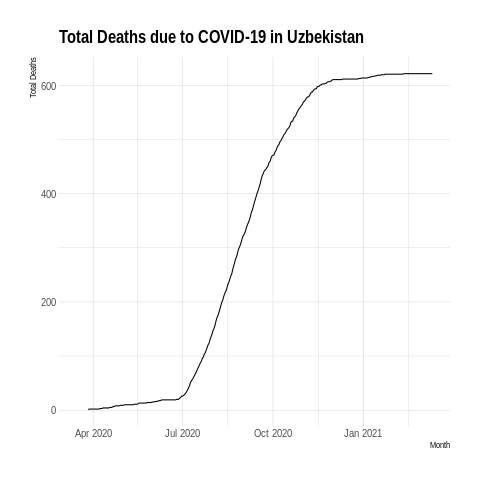 Total Deaths due to COVID-19 in Uzbekistan
Total Deaths
600
400
200
0
Apr 2020
Jul 2020
Oct 2020
Jan 2021
Month